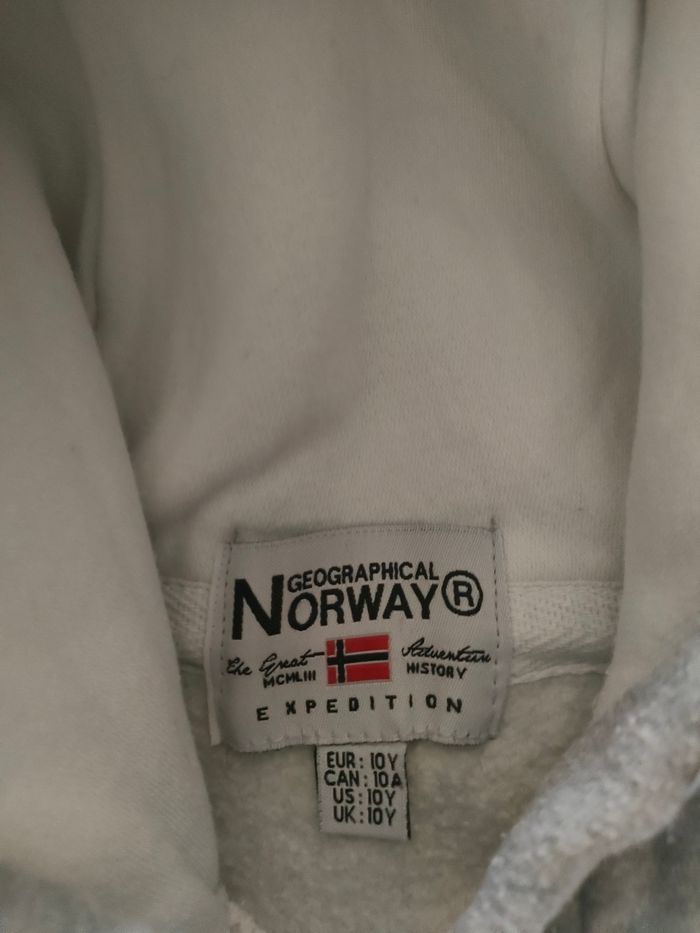 GEOGRAPHICAL
NORWAY®
The Great Adventure
MCMLIII HISTORY
EXPEDITION
EUR: 10Y
CAN: 10A
US: 10Y
UK: 10Y